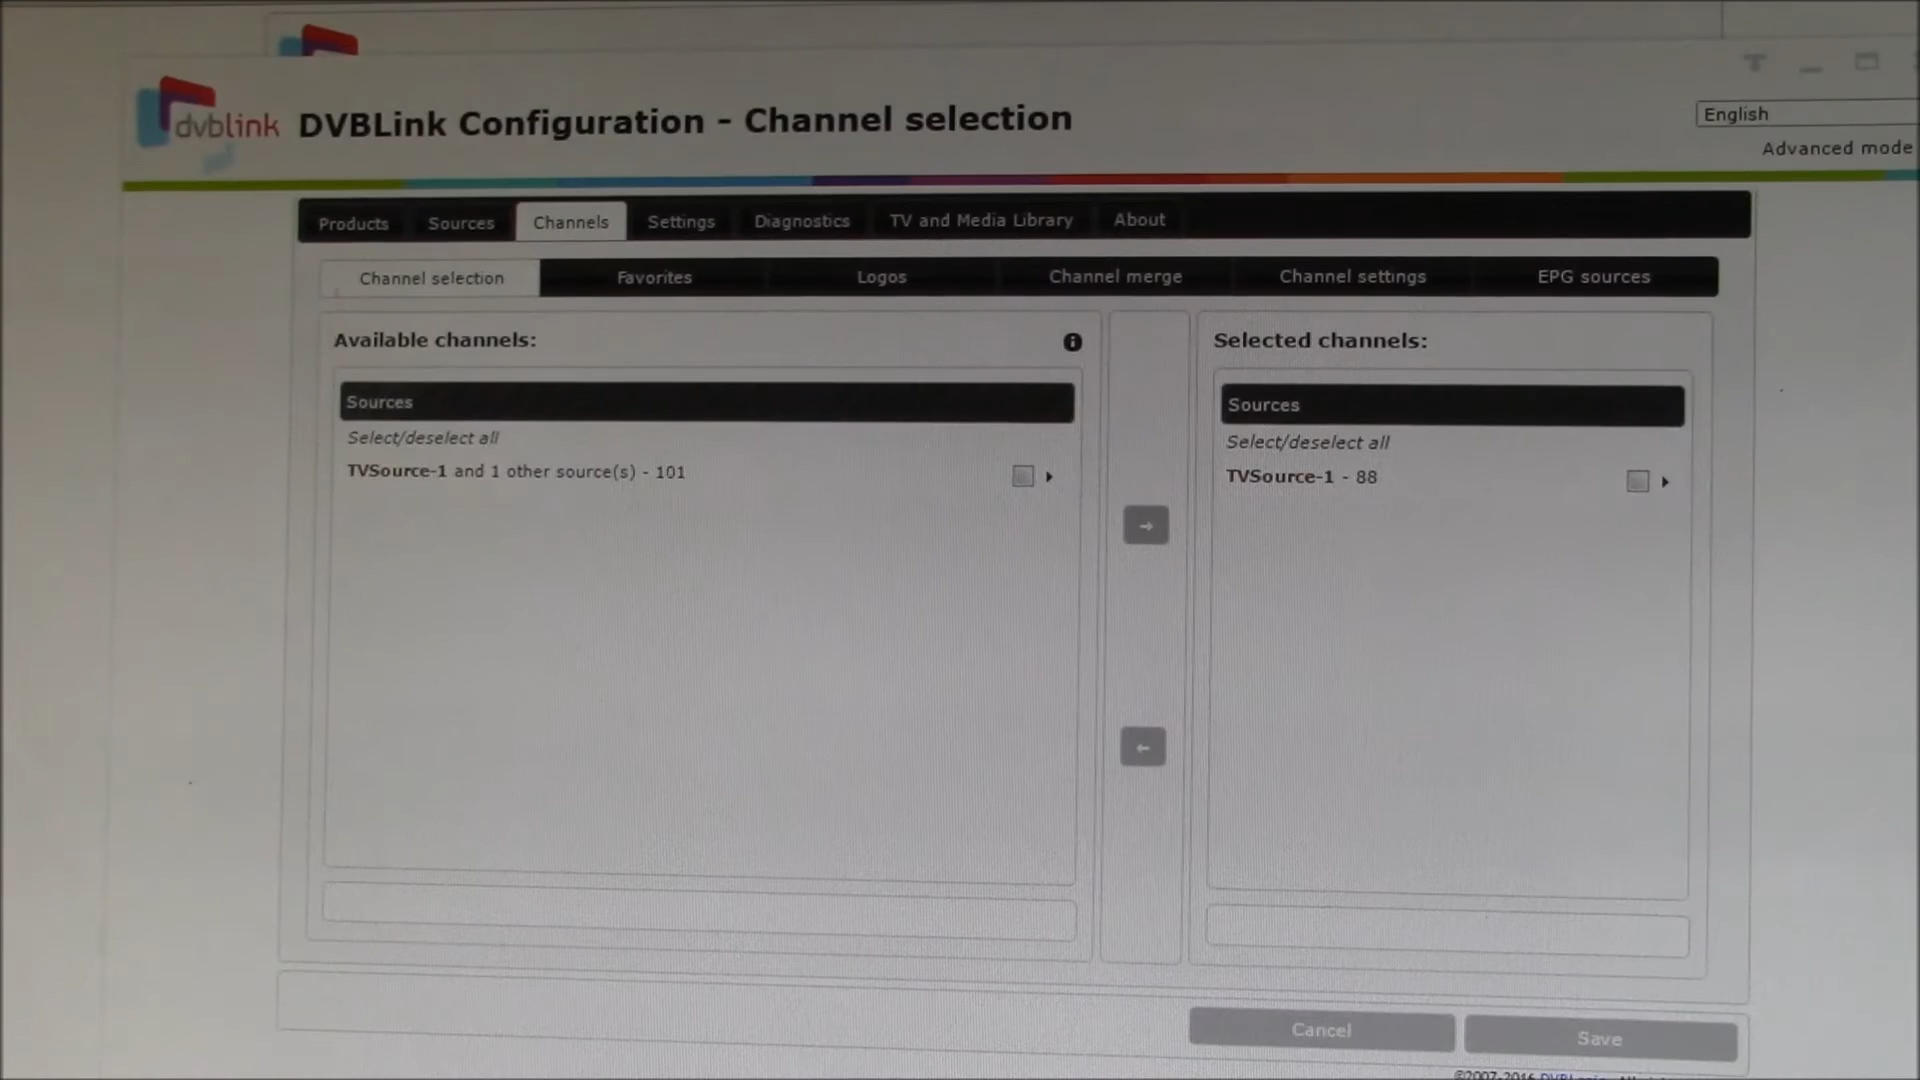 dvblink DVBLink Configuration - Channel selection
English
Advanced mode
Products Sources Channels Settings Diagnostics TV and Media Library About
Channel selection Favorites Logos Channel merge Channel settings EPG sources
Available channels:
Selected channels:
Sources
Select/deselect all
TVSource-1 and 1 other source(s) - 101
Sources
Select/deselect all
TVSource-1 - 88
Cancel Save
©2007-2016